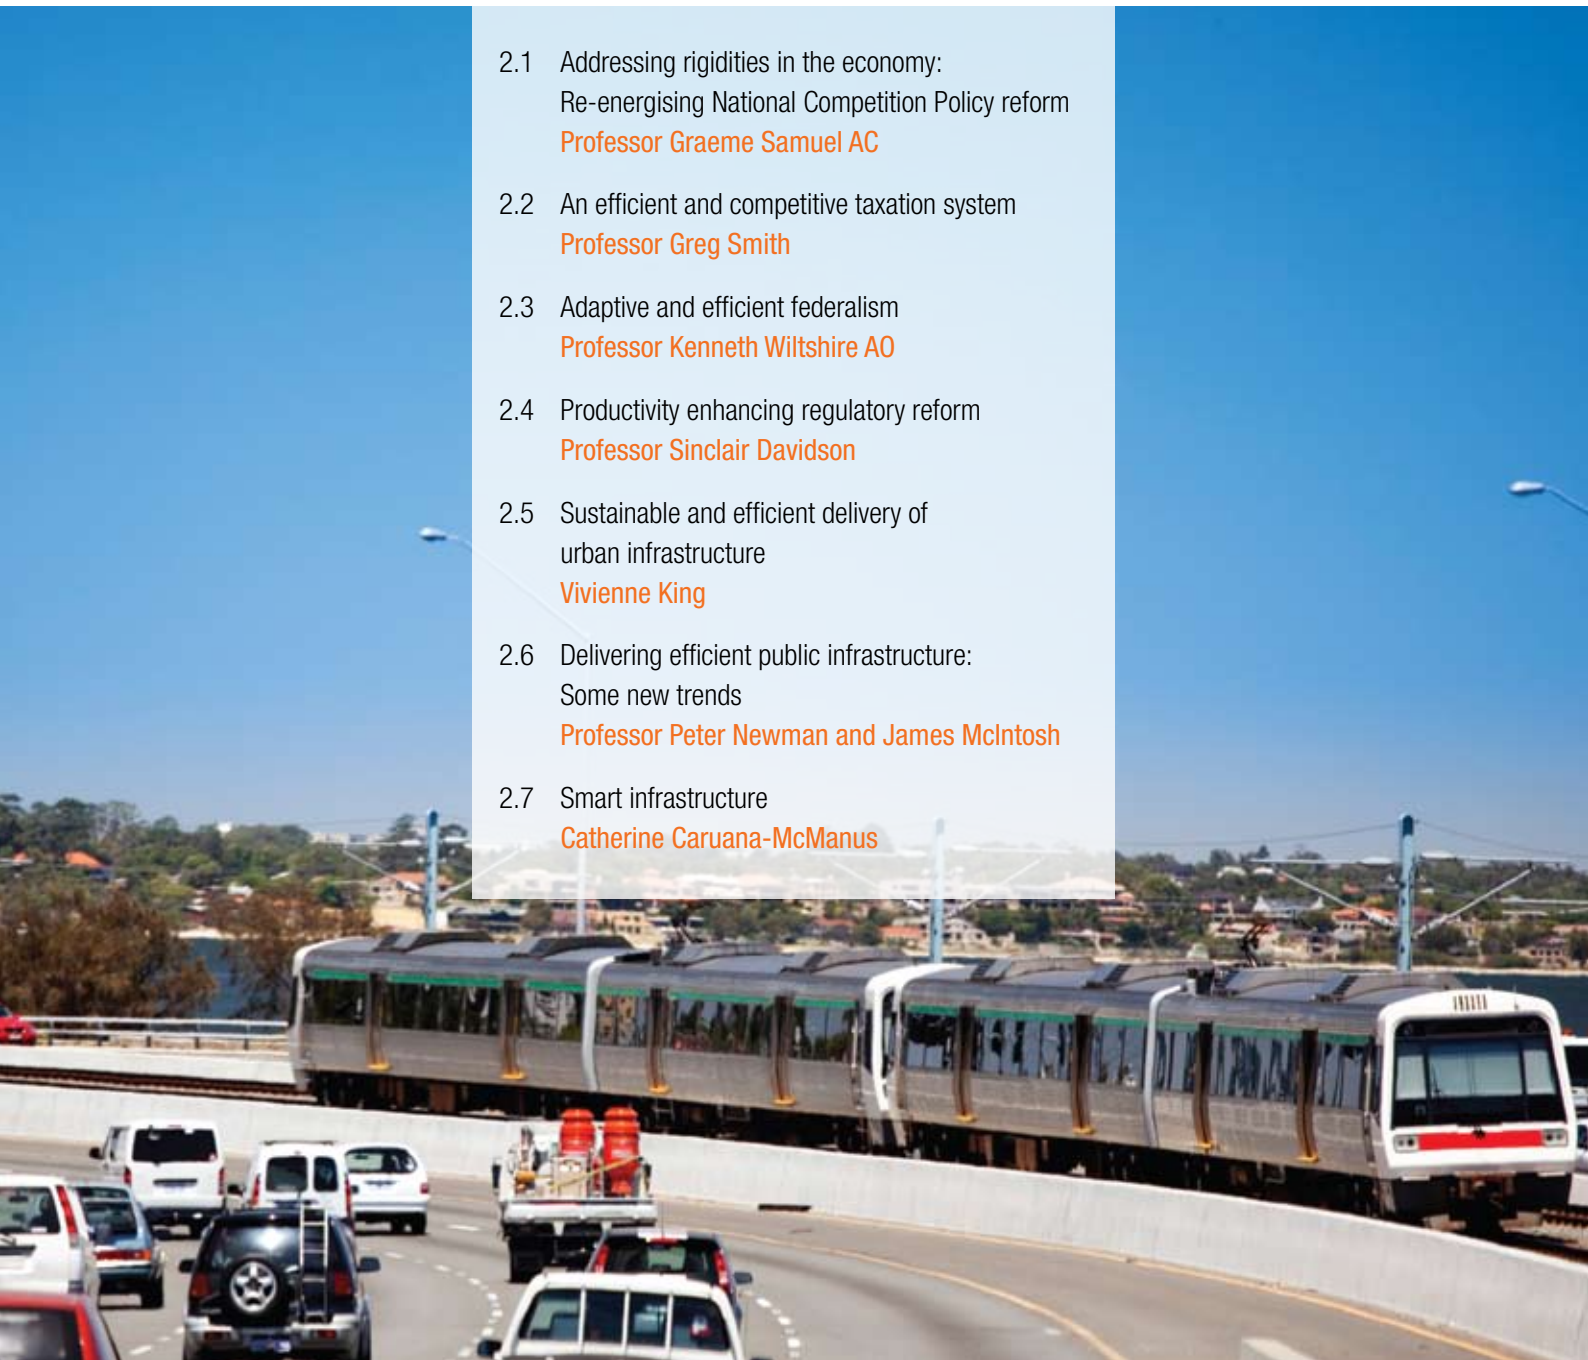 2.1 Addressing rigidities in the economy:
Re-energising National Competition Policy reform
Professor Graeme Samuel AC
2.2 An efficient and competitive taxation system
Professor Greg Smith
2.3 Adaptive and efficient federalism
Professor Kenneth Wiltshire AO
2.4 Productivity enhancing regulatory reform
Professor Sinclair Davidson
2.5 Sustainable and efficient delivery of
urban infrastructure
Vivienne King
2.6 Delivering efficient public infrastructure:
Some new trends
Professor Peter Newman and James McIntosh
2.7 Smart infrastructure
Catherine Caruana-McManus